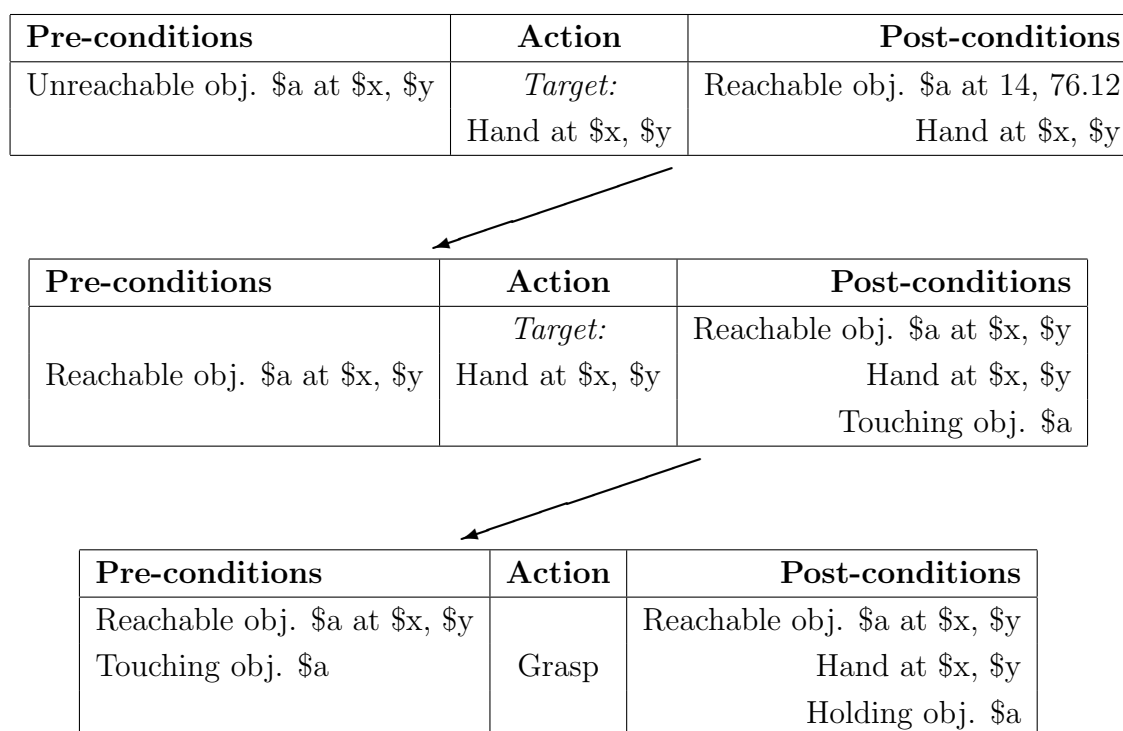 Pre-conditions Action Post-conditions
Unreachable obj. $a at $x, $y Target: Reachable obj. $a at 14, 76.12
Hand at $x, $y Hand at $x, $y
Pre-conditions Action Post-conditions
Target: Reachable obj. $a at $x, $y
Reachable obj. $a at $x, $y Hand at $x, $y Hand at $x, $y
Touching obj. $a
Pre-conditions Action Post-conditions
Reachable obj. $a at $x, $y Reachable obj. $a at $x, $y
Touching obj. $a Grasp Hand at $x, $y
Holding obj. $a